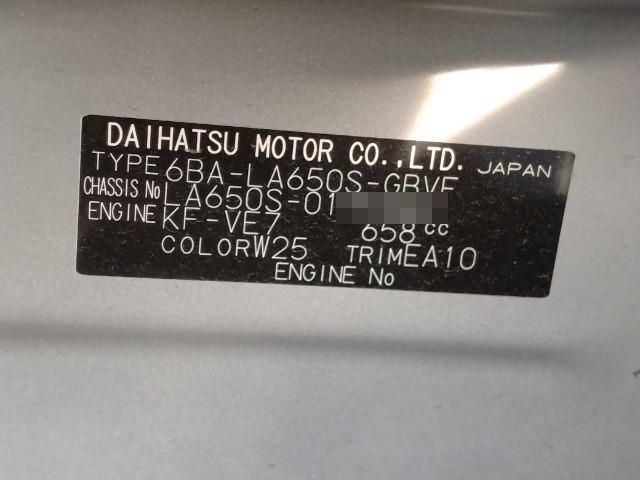 DAIHATSU MOTOR CO.,LTD. JAPAN
TYPE 6BA-LA650S-GBVF
CHASSIS No LA650S-01
ENGINE KF-VE7 658 cc
COLOR W25 TRIM EA10
ENGINE No